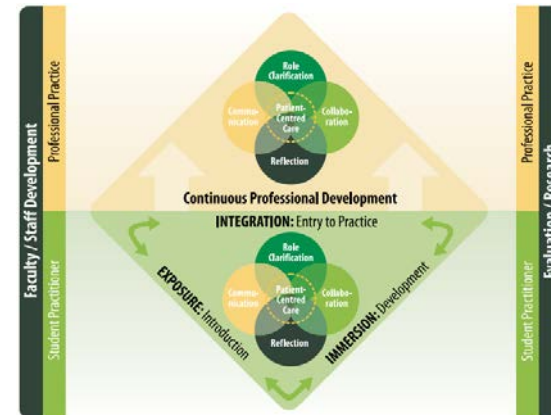 Faculty / Staff Development
Professional Practice
Student Practitioner
Role
Clarification
Commu-
nication
Patient-
Centred
Care
Collabo-
ration
Reflection
Continuous Professional Development
INTEGRATION: Entry to Practice
Role
Clarification
Commu-
nication
Patient-
Centred
Care
Collabo-
ration
Reflection
EXPOSURE: Introduction
IMMERSION: Development
Professional Practice
Student Practitioner
Evaluation / Research